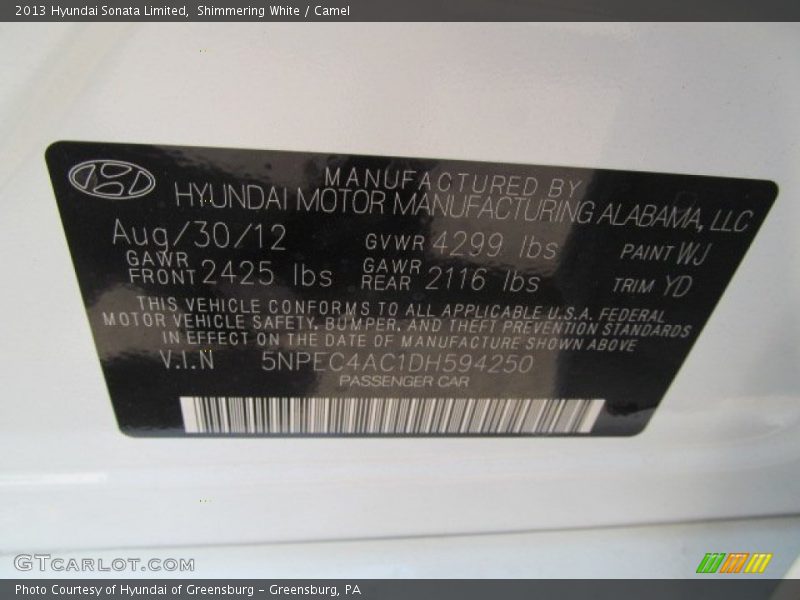 2013 Hyundai Sonata Limited, Shimmering White / Camel
MANUFACTURED BY
HYUNDAI MOTOR MANUFACTURING ALABAMA, LLC
Aug/30/12 GVWR 4299 lbs PAINT WJ
GAWR FRONT 2425 lbs GAWR REAR 2116 lbs TRIM YD
THIS VEHICLE CONFORMS TO ALL APPLICABLE U.S.A. FEDERAL
MOTOR VEHICLE SAFETY, BUMPER, AND THEFT PREVENTION STANDARDS
IN EFFECT ON THE DATE OF MANUFACTURE SHOWN ABOVE
V.I.N 5NPEC4AC1DH594250
PASSENGER CAR
GTCARLOT.COM
Photo Courtesy of Hyundai of Greensburg - Greensburg, PA